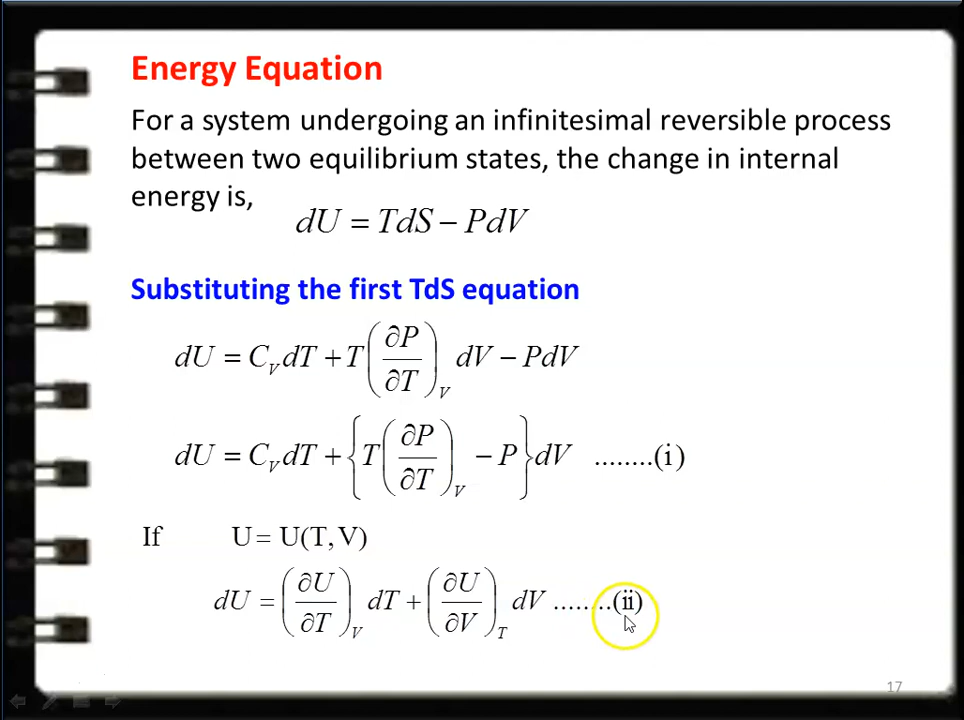 Energy Equation
For a system undergoing an infinitesimal reversible process
between two equilibrium states, the change in internal
energy is,
dU = TdS − PdV
Substituting the first TdS equation
dU = C_V dT + T(∂P/∂T)_V dV − PdV
dU = C_V dT + {T(∂P/∂T)_V − P}dV ........(i)
If U = U(T, V)
dU = (∂U/∂T)_V dT + (∂U/∂V)_T dV ........(ii)
17